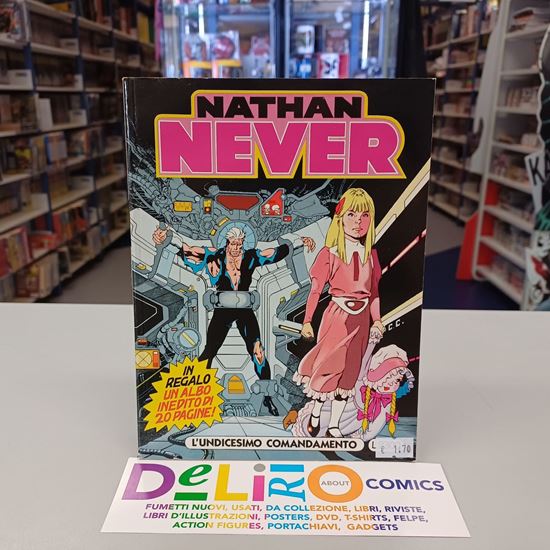 NATHAN
NEVER
C.C.
IN
REGALO
UN ALBO
INEDITO DI
20 PAGINE!
L'UNDICESIMO COMANDAMENTO
€ 1.70
DeLiRiO ABOUT COMICS
FUMETTI NUOVI, USATI, DA COLLEZIONE, LIBRI, RIVISTE,
LIBRI D'ILLUSTRAZIONI, POSTERS, DVD, T-SHIRTS, FELPE,
ACTION FIGURES, PORTACHIAVI, GADGETS